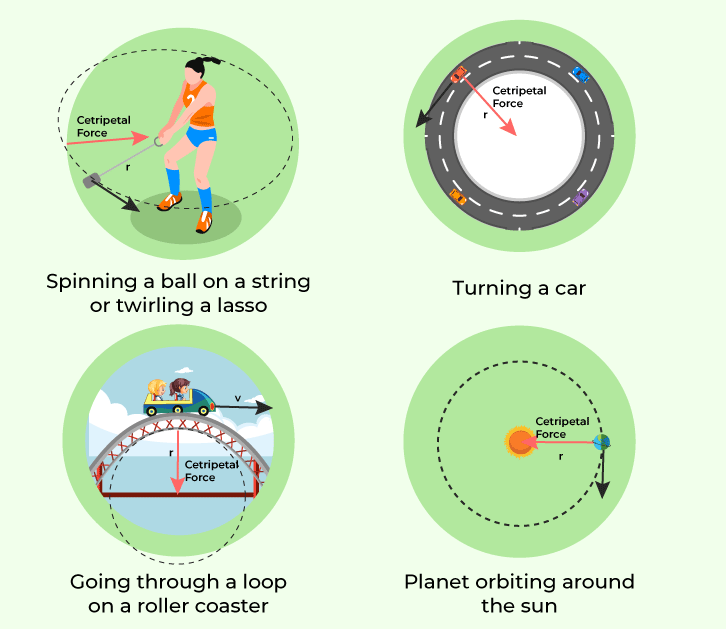 Cetripetal
Force
r
Spinning a ball on a string
or twirling a lasso
Cetripetal
Force
r
Turning a car
v
r
Cetripetal
Force
Going through a loop
on a roller coaster
Cetripetal
Force
r
Planet orbiting around
the sun